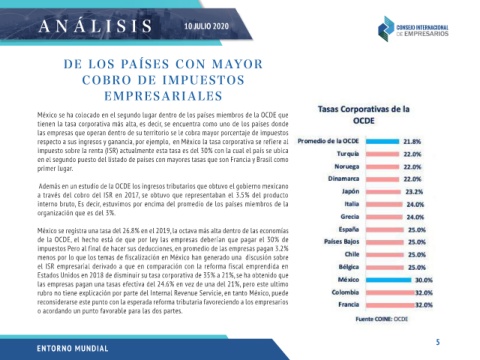 ANÁLISIS
10 JULIO 2020
CONSEJO INTERNACIONAL
DE EMPRESARIOS
DE LOS PAÍSES CON MAYOR
COBRO DE IMPUESTOS
EMPRESARIALES
México se ha colocado en el segundo lugar dentro de los países miembros de la OCDE que
tienen la tasa corporativa más alta, es decir, se encuentra como uno de los países donde
las empresas que operan dentro de su territorio se le cobra mayor porcentaje de impuestos
respecto a sus ingresos y ganancia, por ejemplo, en México la tasa corporativa se refiere al
impuesto sobre la renta (ISR) actualmente esta tasa es del 30% con la cual el país se ubica
en el segundo puesto del listado de países con mayores tasas que son Francia y Brasil como
primer lugar.
Además en un estudio de la OCDE los ingresos tributarios que obtuvo el gobierno mexicano
a través del cobro del ISR en 2017, se obtuvo que representaban el 3.5% del producto
interno bruto, Es decir, estuvimos por encima del promedio de los países miembros de la
organización que es del 3%.
México se registra una tasa del 26.8% en el 2019, la octava más alta dentro de las economías
de la OCDE, el hecho está de que por ley las empresas deberían que pagar el 30% de
impuestos Pero al final de hacer sus deducciones, en promedio de las empresas pagan 3.2%
menos por lo que los temas de fiscalización en México han generado una discusión sobre
el ISR empresarial derivado a que en comparación con la reforma fiscal emprendida en
Estados Unidos en 2018 de disminuir su tasa corporativa de 35% a 21%, se ha obtenido que
las empresas pagan una tasas efectiva del 24.6% en vez de una del 21%, pero este ultimo
rubro no tiene explicación por parte del Internal Revenue Servicie, en tanto México, puede
reconsiderarse este punto con la esperada reforma tributaria favoreciendo a los empresarios
o acordando un punto favorable para las dos partes.
Tasas Corporativas de la
OCDE
Promedio de la OCDE 21.8%
Turquía 22.0%
Noruega 22.0%
Dinamarca 22.0%
Japón 23.2%
Italia 24.0%
Grecia 24.0%
España 25.0%
Países Bajos 25.0%
Chile 25.0%
Bélgica 25.0%
México 30.0%
Colombia 32.0%
Francia 32.0%
Fuente COINE: OCDE
ENTORNO MUNDIAL
5